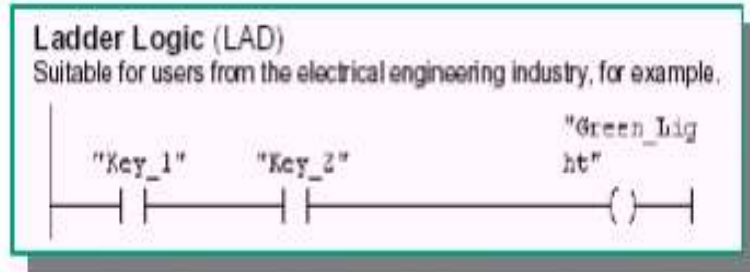 Ladder Logic (LAD)
Suitable for users from the electrical engineering industry, for example.
"Green_Lig
"Key_1" "Key_2" ht"